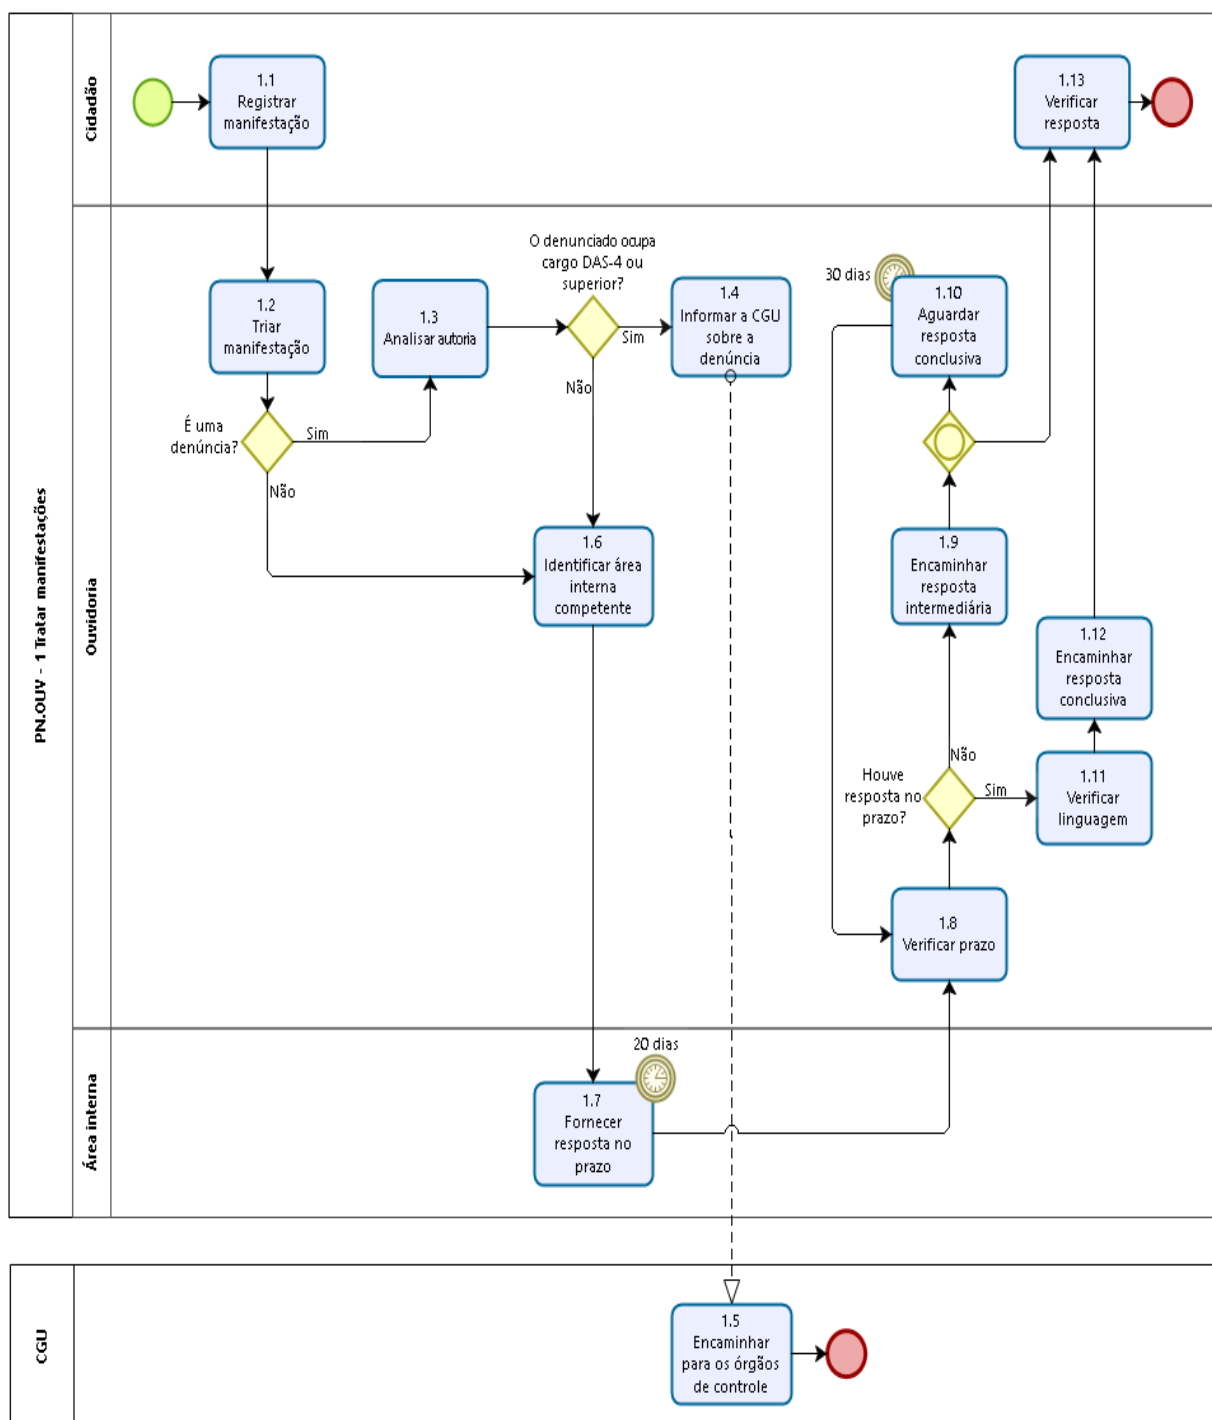 PN.OUV - 1 Tratar manifestações
Cidadão
1.1
Registrar
manifestação
1.13
Verificar
resposta
Ouvidoria
1.2
Triar
manifestação
É uma
denúncia?
Sim
Não
1.3
Analisar autoria
O denunciado ocupa
cargo DAS-4 ou
superior?
Sim
Não
1.4
Informar a CGU
sobre a
denúncia
1.6
Identificar área
interna
competente
30 dias
1.10
Aguardar
resposta
conclusiva
1.9
Encaminhar
resposta
intermediária
1.12
Encaminhar
resposta
conclusiva
Houve
resposta no
prazo?
Não
Sim
1.11
Verificar
linguagem
1.8
Verificar prazo
Área interna
20 dias
1.7
Fornecer
resposta no
prazo
CGU
1.5
Encaminhar
para os órgãos
de controle